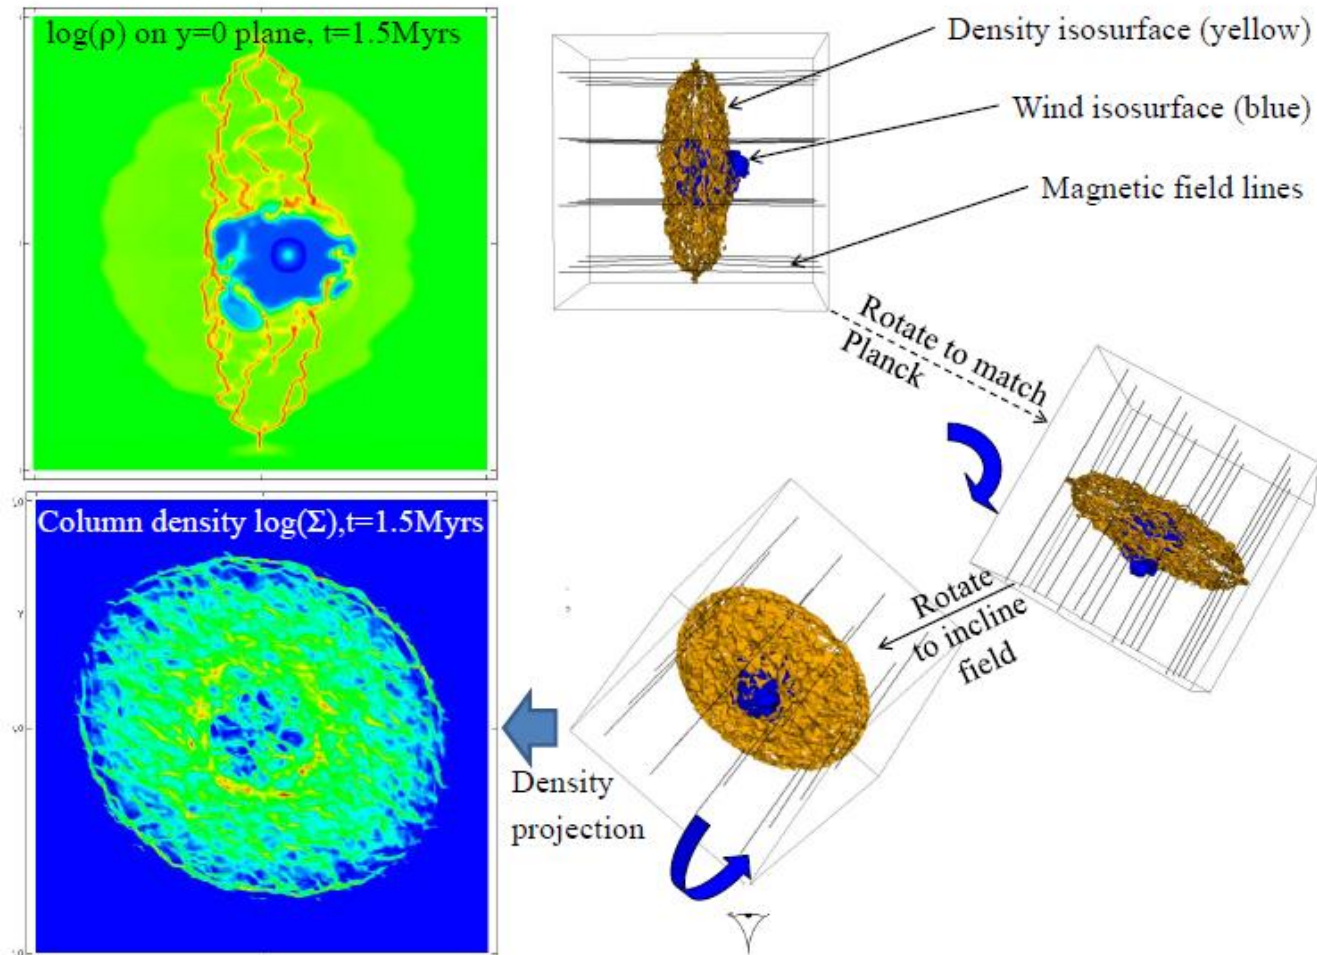 log(ρ) on y=0 plane, t=1.5Myrs
Density isosurface (yellow)
Wind isosurface (blue)
Magnetic field lines
Rotate to match
Planck
Rotate
to incline
field
Column density log(Σ),t=1.5Myrs
Density
projection